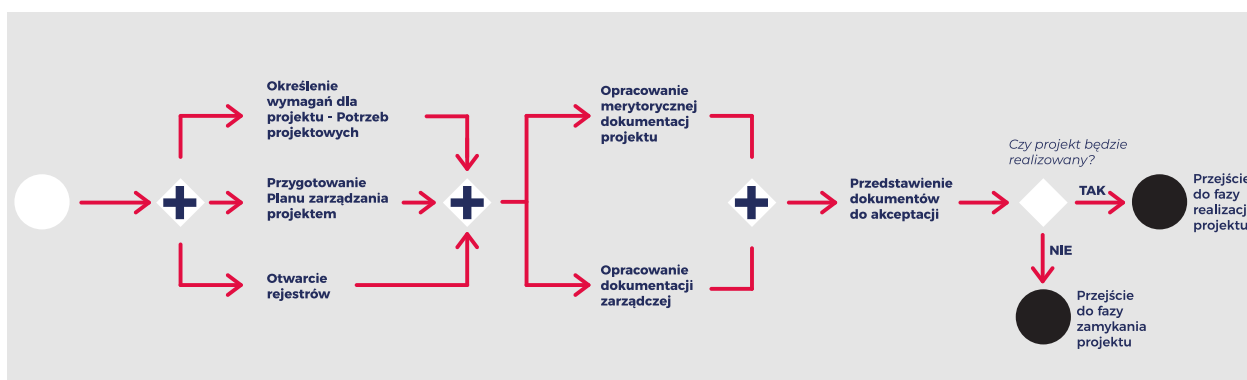 Określenie
wymagań dla
projektu - Potrzeb
projektowych
Przygotowanie
Planu zarządzania
projektem
Otwarcie
rejestrów
Opracowanie
merytorycznej
dokumentacj
projektu
Opracowanie
dokumentacji
zarządczej
Przedstawienie
dokumentów
do akceptacji
Czy projekt będzie
realizowany?
TAK
NIE
Przejście
do fazy
realizacj
projektu
Przejście
do fazy
zamykania
projektu